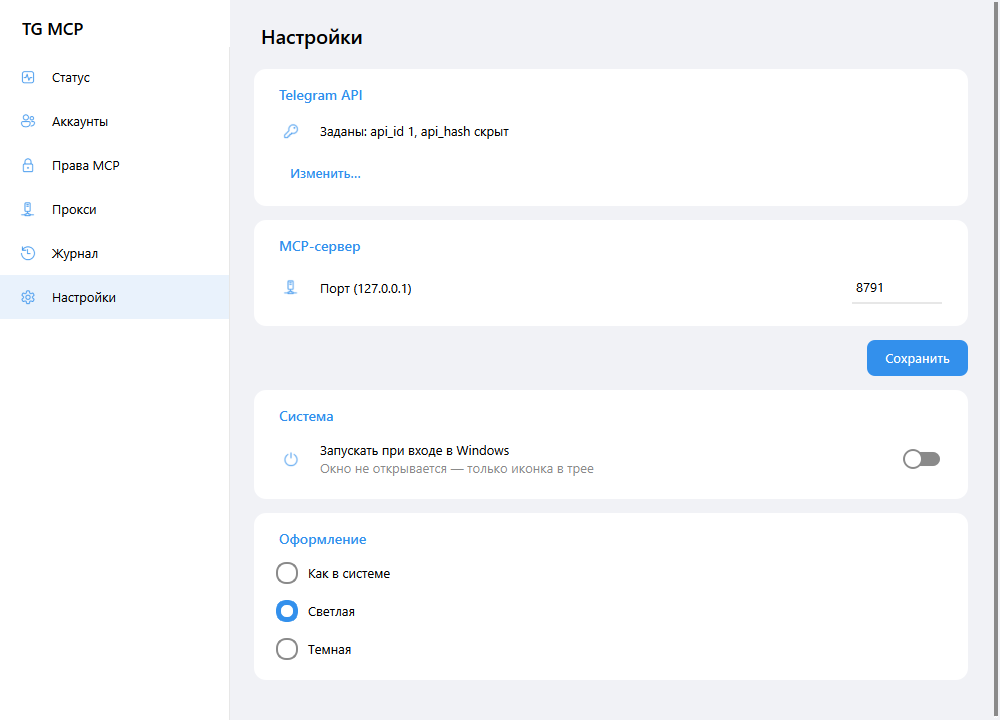 TG MCP
Статус
Аккаунты
Права MCP
Прокси
Журнал
Настройки
Настройки
Telegram API
Заданы: api_id 1, api_hash скрыт
Изменить...
MCP-сервер
Порт (127.0.0.1)
8791
Сохранить
Система
Запускать при входе в Windows
Окно не открывается — только иконка в трее
Оформление
Как в системе
Светлая
Темная